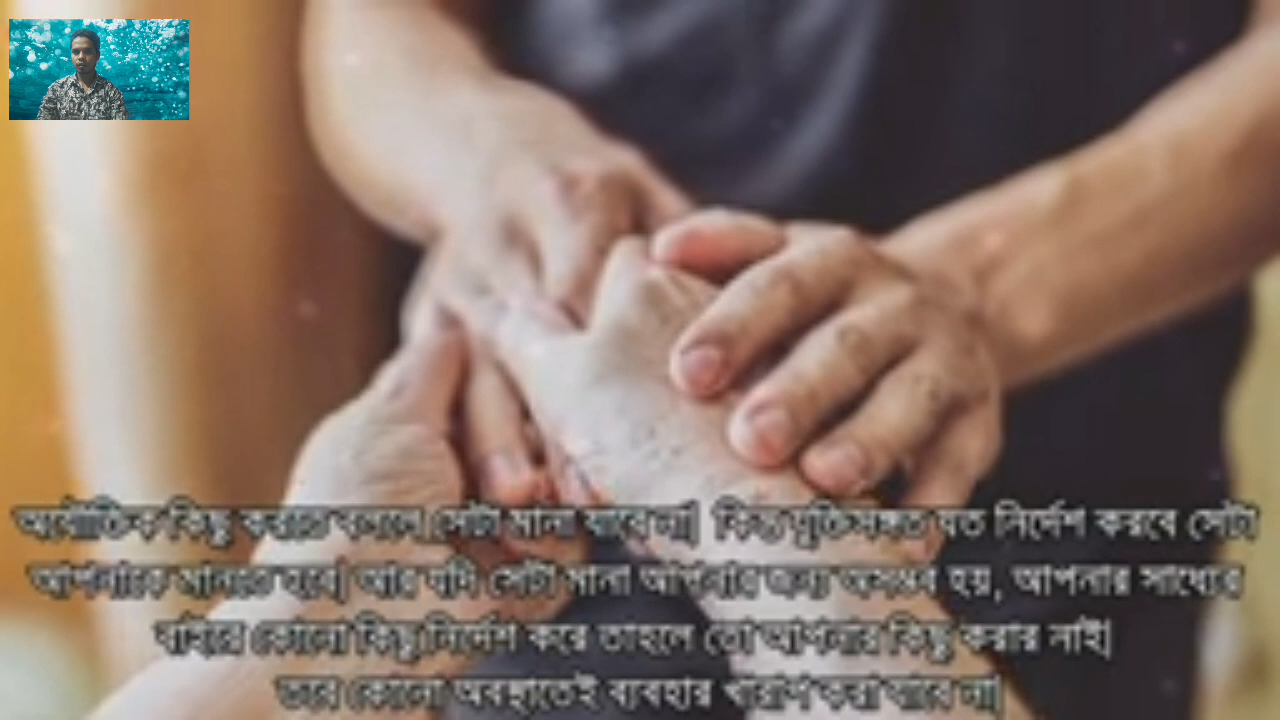 অযৌক্তিক কিছু করতে বললে সেটা মানা যাবে না| কিন্তু যুক্তিসঙ্গত যত নির্দেশ করবে সেটা
আপনাকে মানতে হবে| আর যদি সেটা মানা আপনার জন্য অসম্ভব হয়, আপনার সাধ্যের
বাইরে কোনো কিছু নির্দেশ করে তাহলে তো আপনার কিছু করার নাই|
তবে কোনো অবস্থাতেই ব্যবহার খারাপ করা যাবে না|